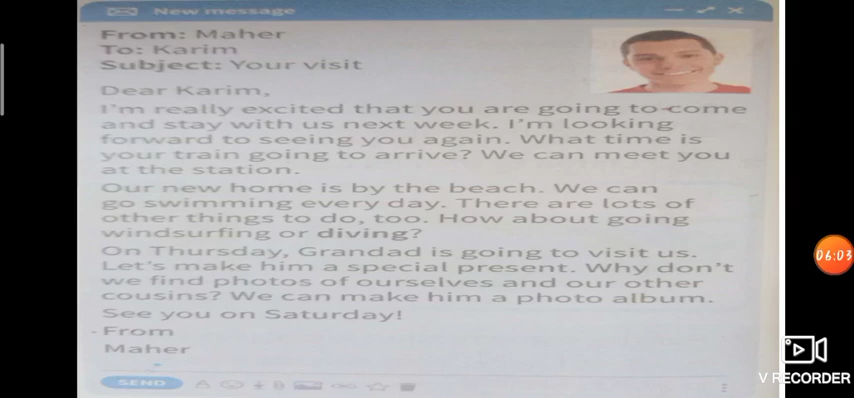 New message
From: Maher
To: Karim
Subject: Your visit
Dear Karim,
I'm really excited that you are going to come
and stay with us next week. I'm looking
forward to seeing you again. What time is
your train going to arrive? We can meet you
at the station.
Our new home is by the beach. We can
go swimming every day. There are lots of
other things to do, too. How about going
windsurfing or diving?
On Thursday, Grandad is going to visit us.
Let's make him a special present. Why don't
we find photos of ourselves and our other
cousins? We can make him a photo album.
See you on Saturday!
From
Maher
SEND
06:03
V RECORDER